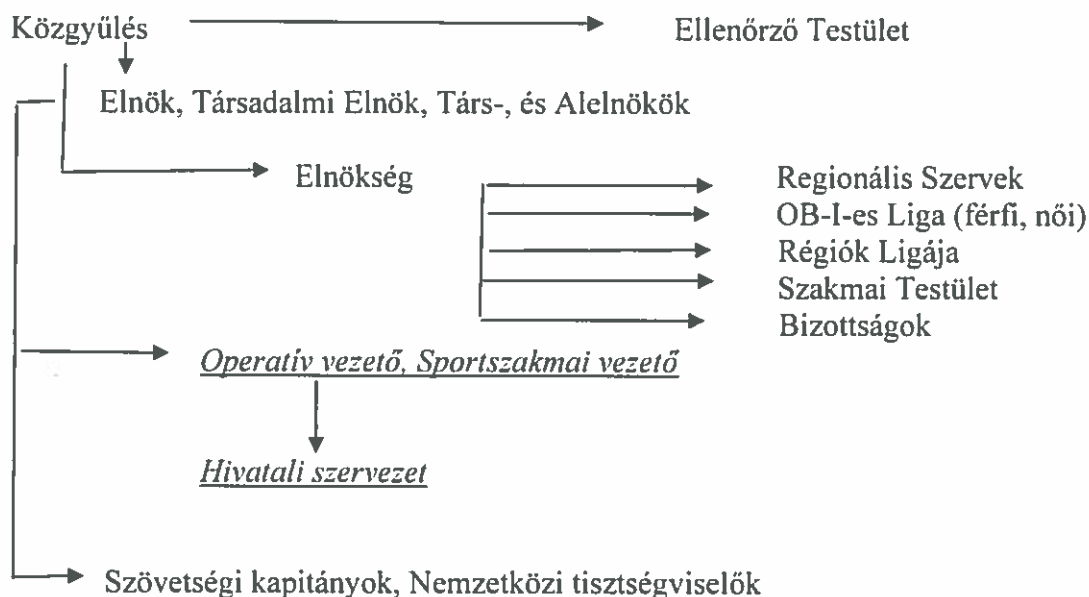 Közgyűlés Ellenőrző Testület
Elnök, Társadalmi Elnök, Társ-, és Alelnökök
Elnökség
Regionális Szervek
OB-I-es Liga (férfi, női)
Régiók Ligája
Szakmai Testület
Bizottságok
Operatív vezető, Sportszakmai vezető
Hivatali szervezet
Szövetségi kapitányok, Nemzetközi tisztségviselők